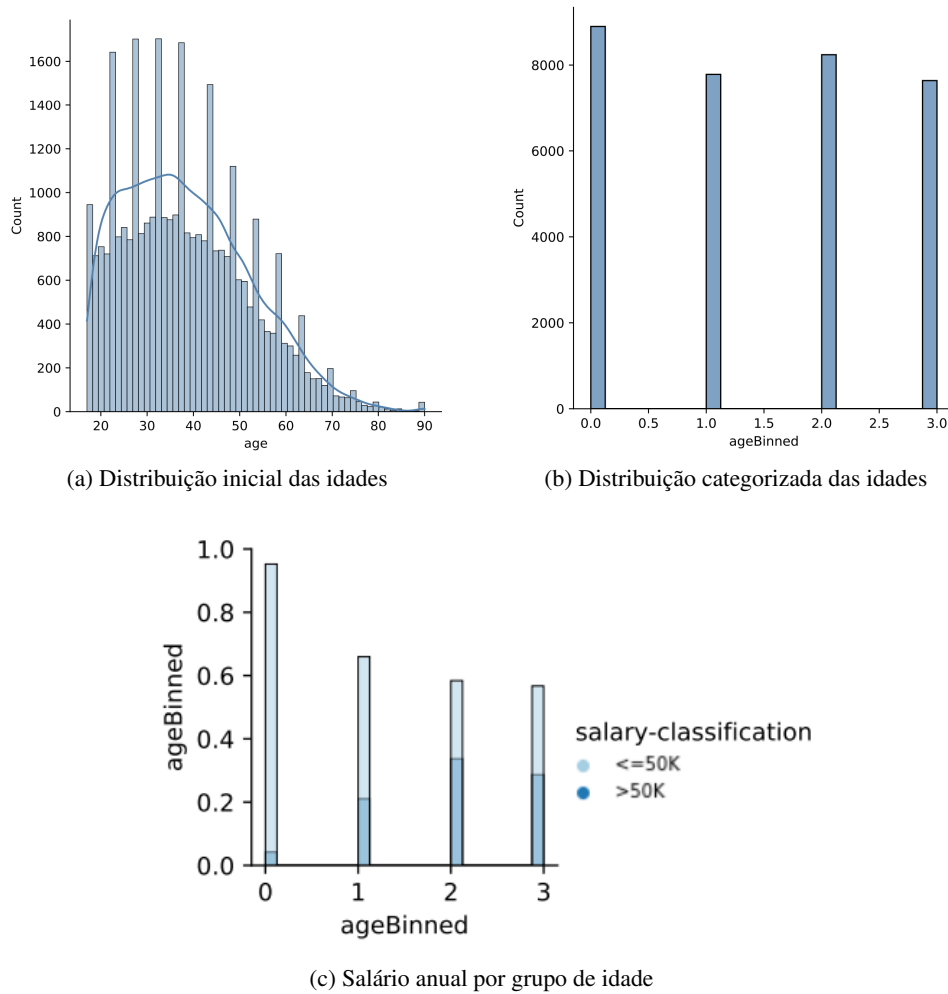 1600
1400
1200
1000
800
600
400
200
0
Count
20 30 40 50 60 70 80 90
age
(a) Distribuição inicial das idades
8000
6000
4000
2000
0
Count
0.0 0.5 1.0 1.5 2.0 2.5 3.0
ageBinned
(b) Distribuição categorizada das idades
1.0
0.8
0.6
0.4
0.2
0.0
ageBinned
0 1 2 3
ageBinned
salary-classification
<=50K
>50K
(c) Salário anual por grupo de idade